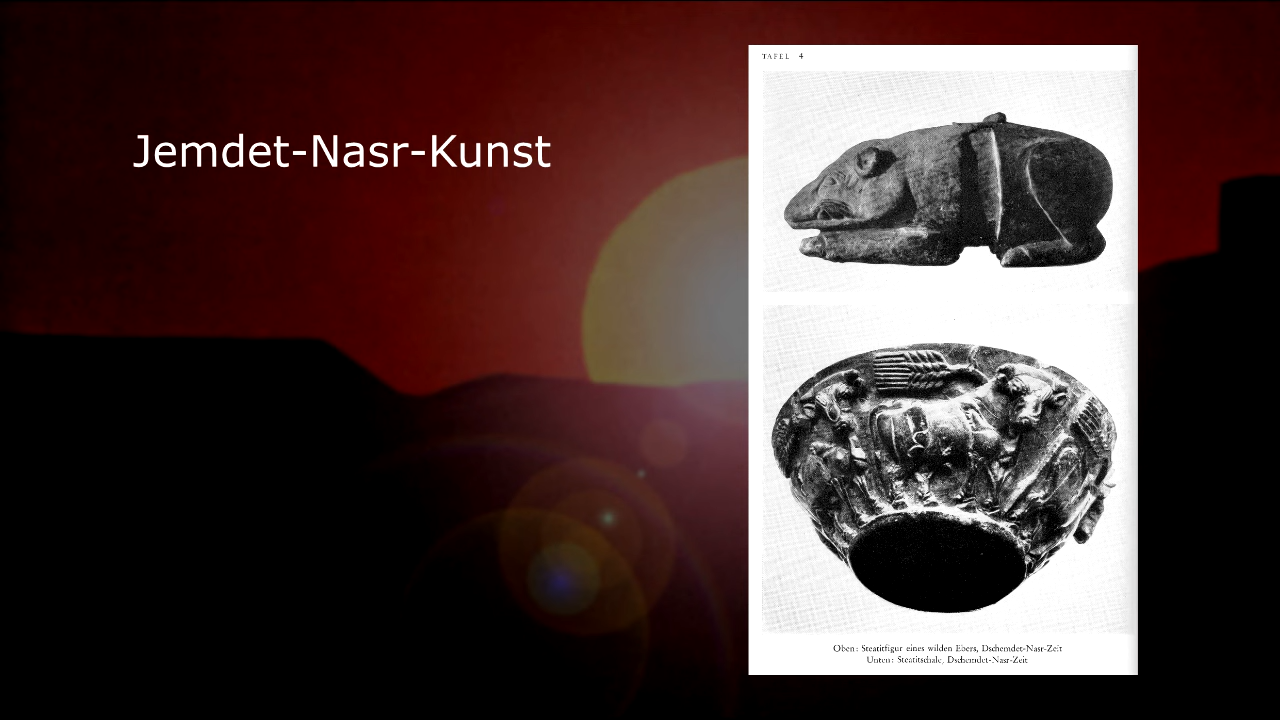 Jemdet-Nasr-Kunst
TAFEL 4
Oben: Steatitfigur eines wilden Ebers, Dschemdet-Nasr-Zeit
Unten: Steatitschale, Dschemdet-Nasr-Zeit